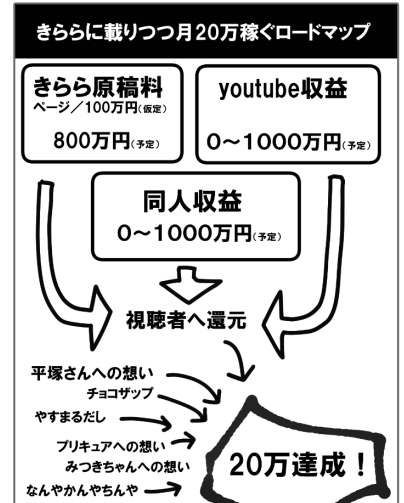 きららに載りつつ月20万稼ぐロードマップ
きらら原稿料
ページ／100万円(仮定)
800万円(予定)
youtube収益
0～1000万円(予定)
同人収益
0～1000万円(予定)
視聴者へ還元
平塚さんへの想い
チョコザップ
やすまるだし
プリキュアへの想い
みつきちゃんへの想い
なんやかんやちんや
20万達成！